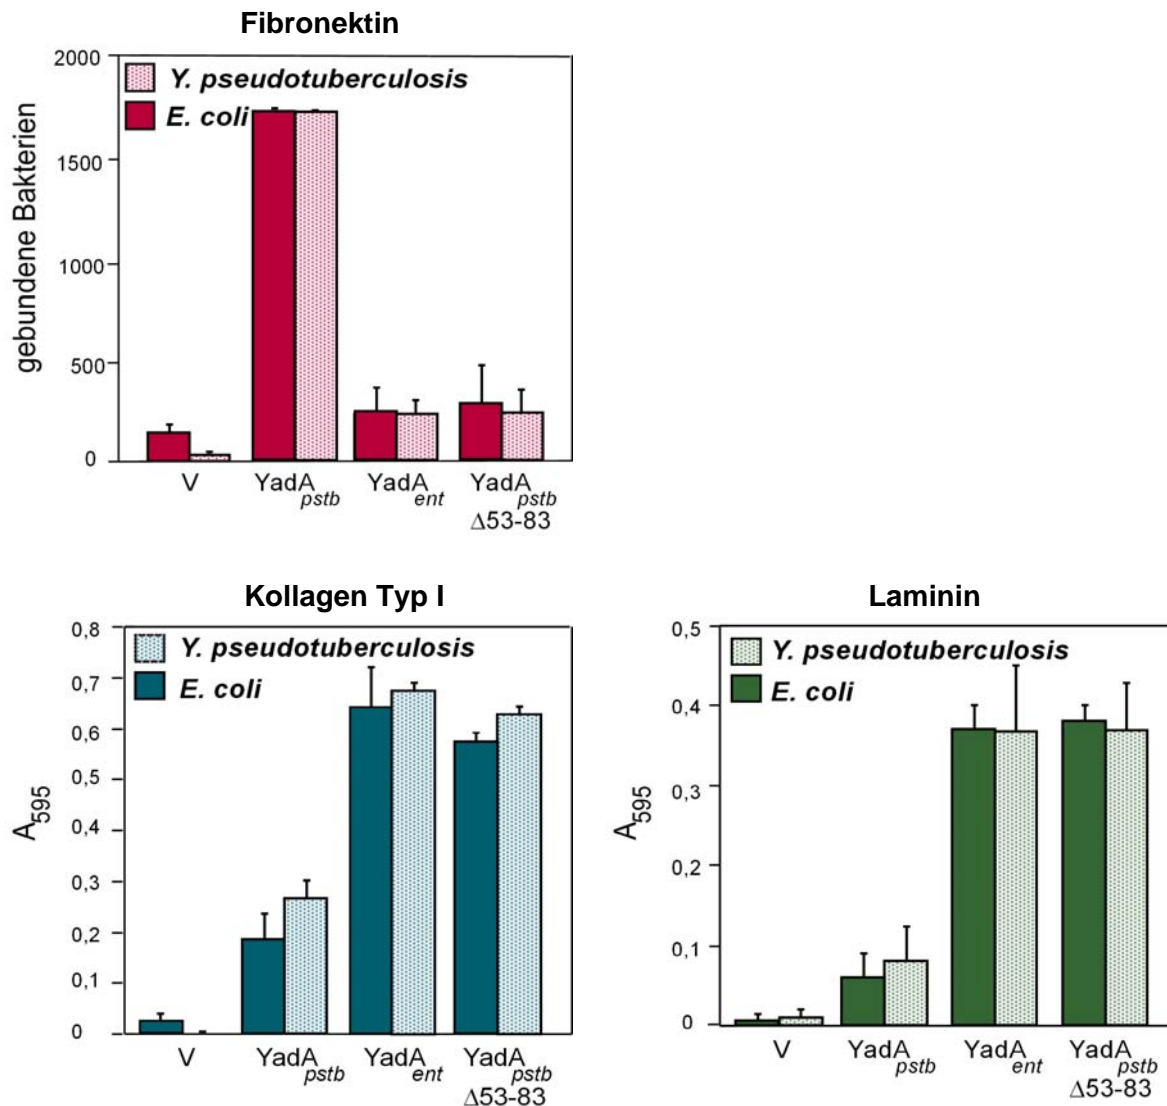 Fibronektin
gebundene Bakterien
2000
1500
1000
500
0
Y. pseudotuberculosis
E. coli
V
YadA pstb
YadA ent
YadA pstb
Δ53-83
Kollagen Typ I
A595
0,8
0,7
0,6
0,5
0,4
0,3
0,2
0,1
0
Y. pseudotuberculosis
E. coli
V
YadA pstb
YadA ent
YadA pstb
Δ53-83
Laminin
A595
0,5
0,4
0,3
0,2
0,1
0
Y. pseudotuberculosis
E. coli
V
YadA pstb
YadA ent
YadA pstb
Δ53-83